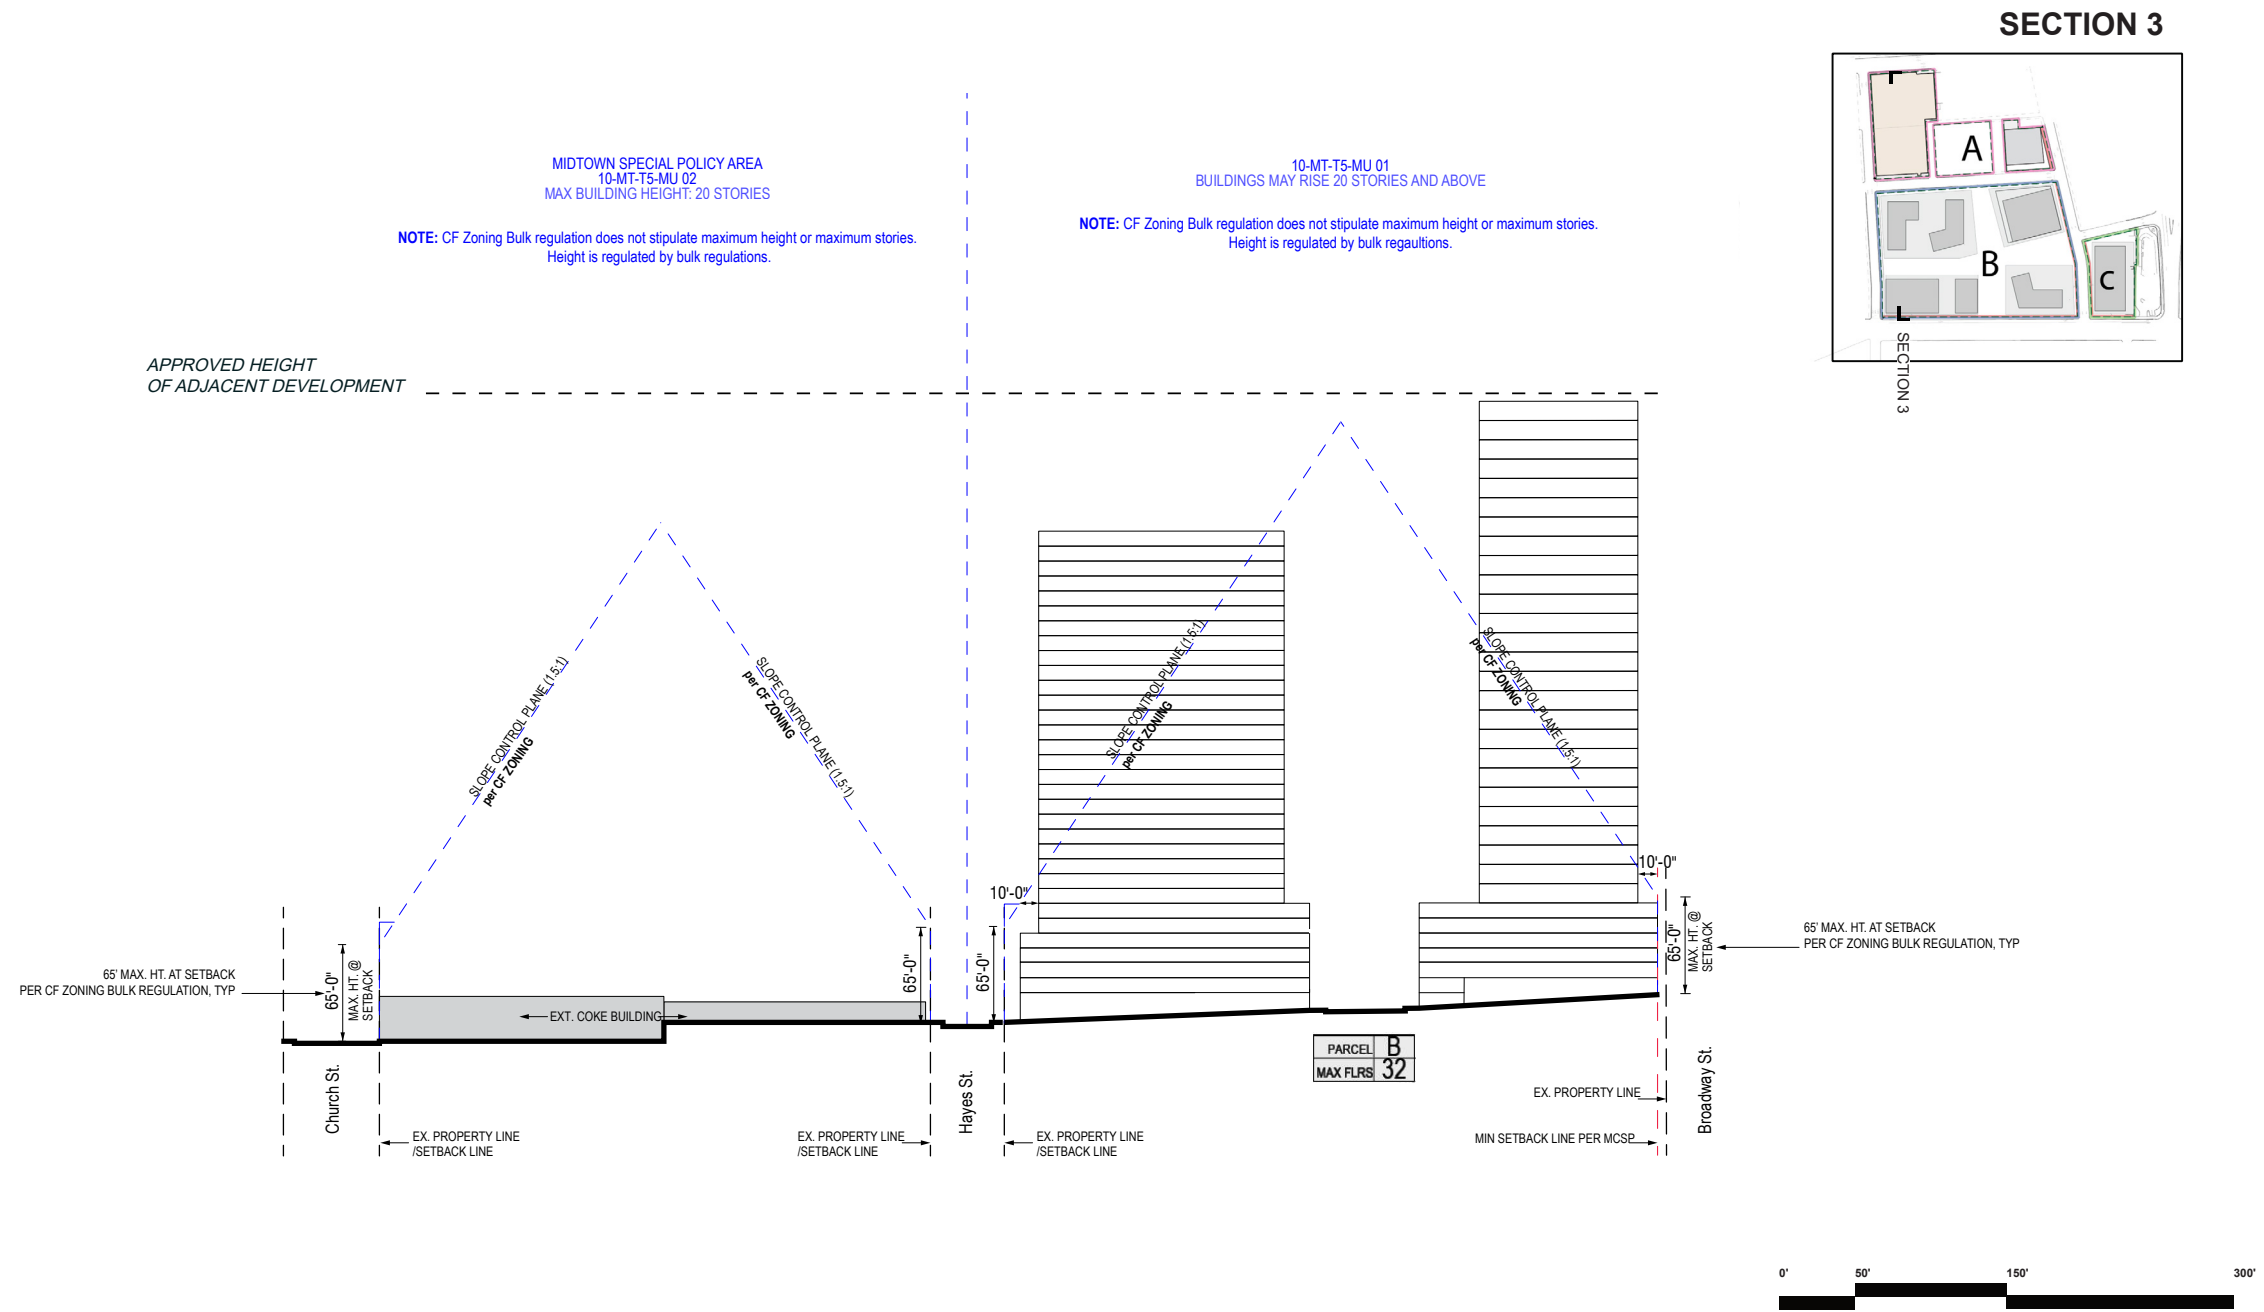 SECTION 3
A
B
C
SECTION 3
MIDTOWN SPECIAL POLICY AREA
10-MT-T5-MU 02
MAX BUILDING HEIGHT: 20 STORIES
NOTE: CF Zoning Bulk regulation does not stipulate maximum height or maximum stories.
Height is regulated by bulk regulations.
10-MT-T5-MU 01
BUILDINGS MAY RISE 20 STORIES AND ABOVE
NOTE: CF Zoning Bulk regulation does not stipulate maximum height or maximum stories.
Height is regulated by bulk regaultions.
APPROVED HEIGHT
OF ADJACENT DEVELOPMENT
SLOPE CONTROL PLANE (1.5:1)
per CF ZONING
SLOPE CONTROL PLANE (1.5:1)
per CF ZONING
SLOPE CONTROL PLANE (1.5:1)
per CF ZONING
SLOPE CONTROL PLANE (1.5:1)
per CF ZONING
10'-0"
10'-0"
65' MAX. HT. AT SETBACK
PER CF ZONING BULK REGULATION, TYP
65'-0"
MAX. HT. @
SETBACK
EXT. COKE BUILDING
65'-0"
65'-0"
65'-0"
MAX. HT. @
SETBACK
65' MAX. HT. AT SETBACK
PER CF ZONING BULK REGULATION, TYP
PARCEL B
MAX FLRS 32
Church St.
Hayes St.
Broadway St.
EX. PROPERTY LINE
/SETBACK LINE
EX. PROPERTY LINE
/SETBACK LINE
EX. PROPERTY LINE
/SETBACK LINE
EX. PROPERTY LINE
MIN SETBACK LINE PER MCSP
0' 50' 150' 300'